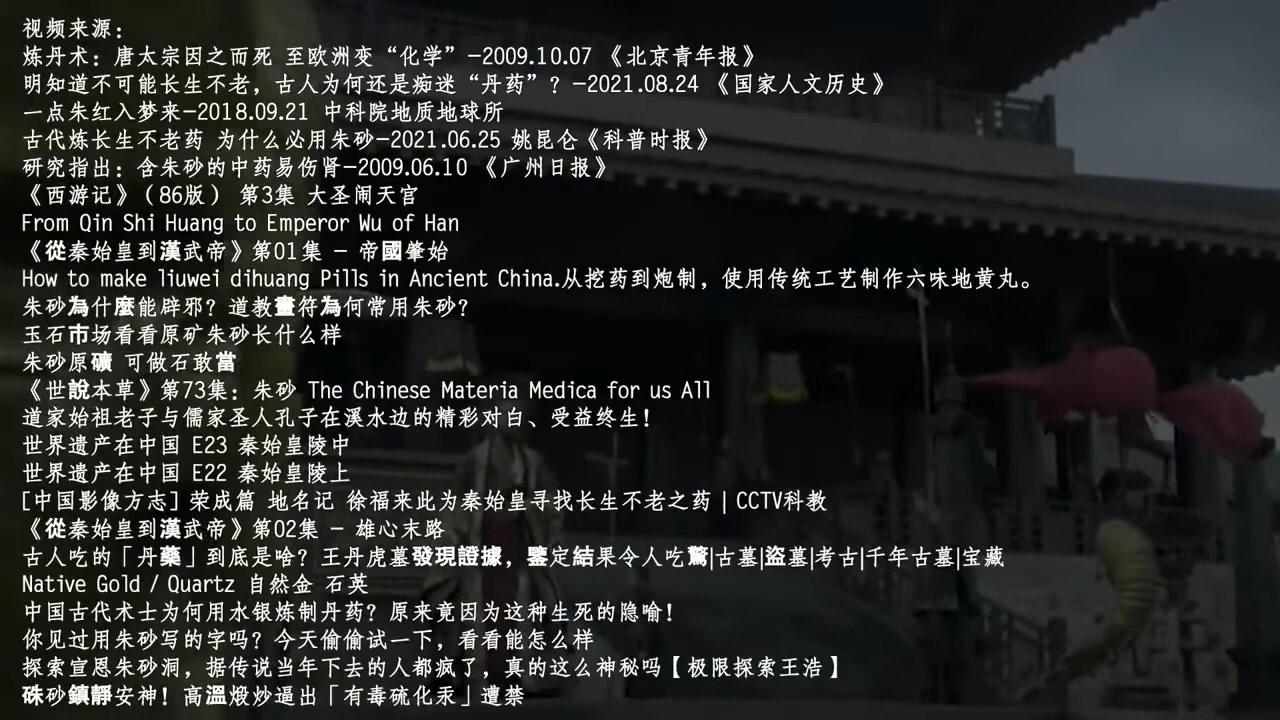 视频来源：
炼丹术：唐太宗因之而死 至欧洲变“化学” -2009.10.07 《北京青年报》
明知道不可能长生不老，古人为何还是痴迷“丹药”？-2021.08.24 《国家人文历史》
一点朱红入梦来-2018.09.21 中科院地质地球所
古代炼长生不老药 为什么必用朱砂-2021.06.25 姚昆仑《科普时报》
研究指出：含朱砂的中药易伤肾-2009.06.10 《广州日报》
《西游记》（86版） 第3集 大圣闹天宫
From Qin Shi Huang to Emperor Wu of Han
《從秦始皇到漢武帝》第01集 - 帝國肇始
How to make liuwei dihuang Pills in Ancient China.从挖药到炮制，使用传统工艺制作六味地黄丸。
朱砂為什麼能辟邪？道教畫符為何常用朱砂？
玉石市场看看原矿朱砂长什么样
朱砂原礦 可做石敢當
《世說本草》第73集：朱砂 The Chinese Materia Medica for us All
道家始祖老子与儒家圣人孔子在溪水边的精彩对白、受益终生！
世界遗产在中国 E23 秦始皇陵中
世界遗产在中国 E22 秦始皇陵上
[中国影像方志] 荣成篇 地名记 徐福来此为秦始皇寻找长生不老之药 | CCTV科教
《從秦始皇到漢武帝》第02集 - 雄心末路
古人吃的「丹藥」到底是啥？王丹虎墓發現證據，鑒定結果令人吃驚|古墓|盜墓|考古|千年古墓|宝藏
Native Gold / Quartz 自然金 石英
中国古代术士为何用水银炼制丹药？原来竟因为这种生死的隐喻！
你见过用朱砂写的字吗？今天偷偷试一下，看看能怎么样
探索宣恩朱砂洞，据传说当年下去的人都疯了，真的这么神秘吗【极限探索王浩】
硃砂鎮靜安神！高溫煅炒逼出「有毒硫化汞」遭禁